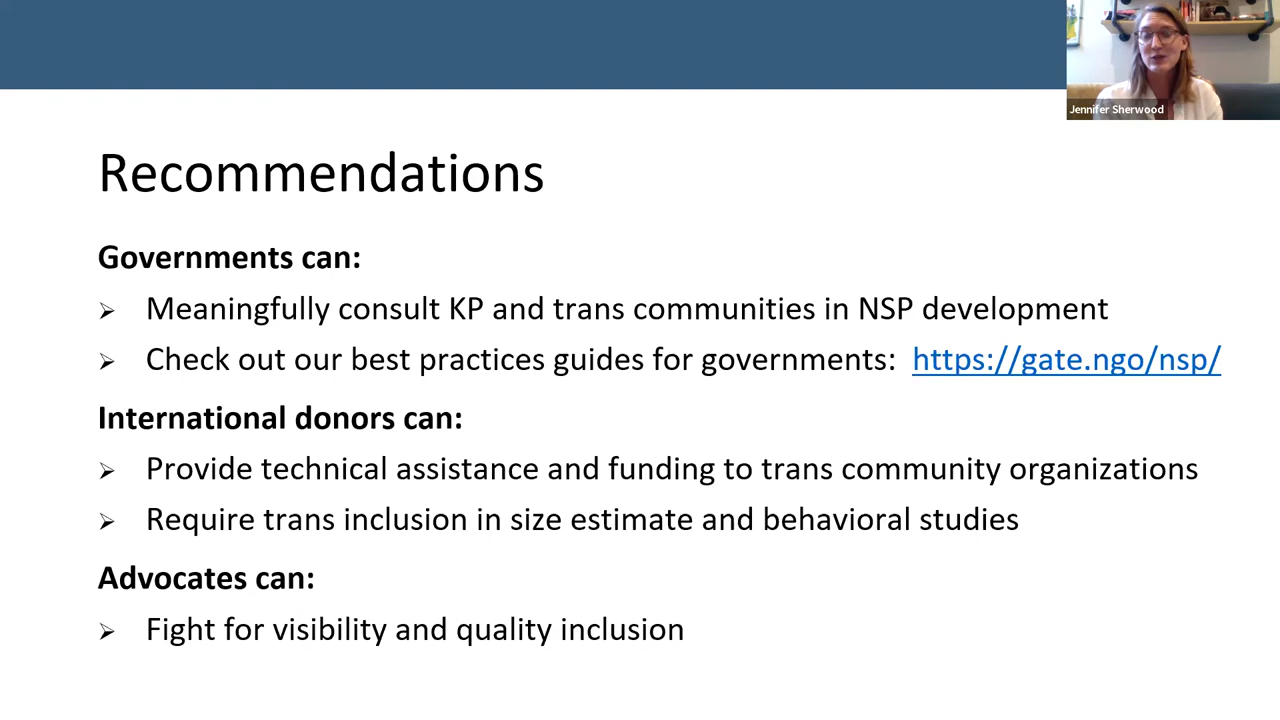 Jennifer Sherwood
Recommendations
Governments can:
➢ Meaningfully consult KP and trans communities in NSP development
➢ Check out our best practices guides for governments: https://gate.ngo/nsp/
International donors can:
➢ Provide technical assistance and funding to trans community organizations
➢ Require trans inclusion in size estimate and behavioral studies
Advocates can:
➢ Fight for visibility and quality inclusion